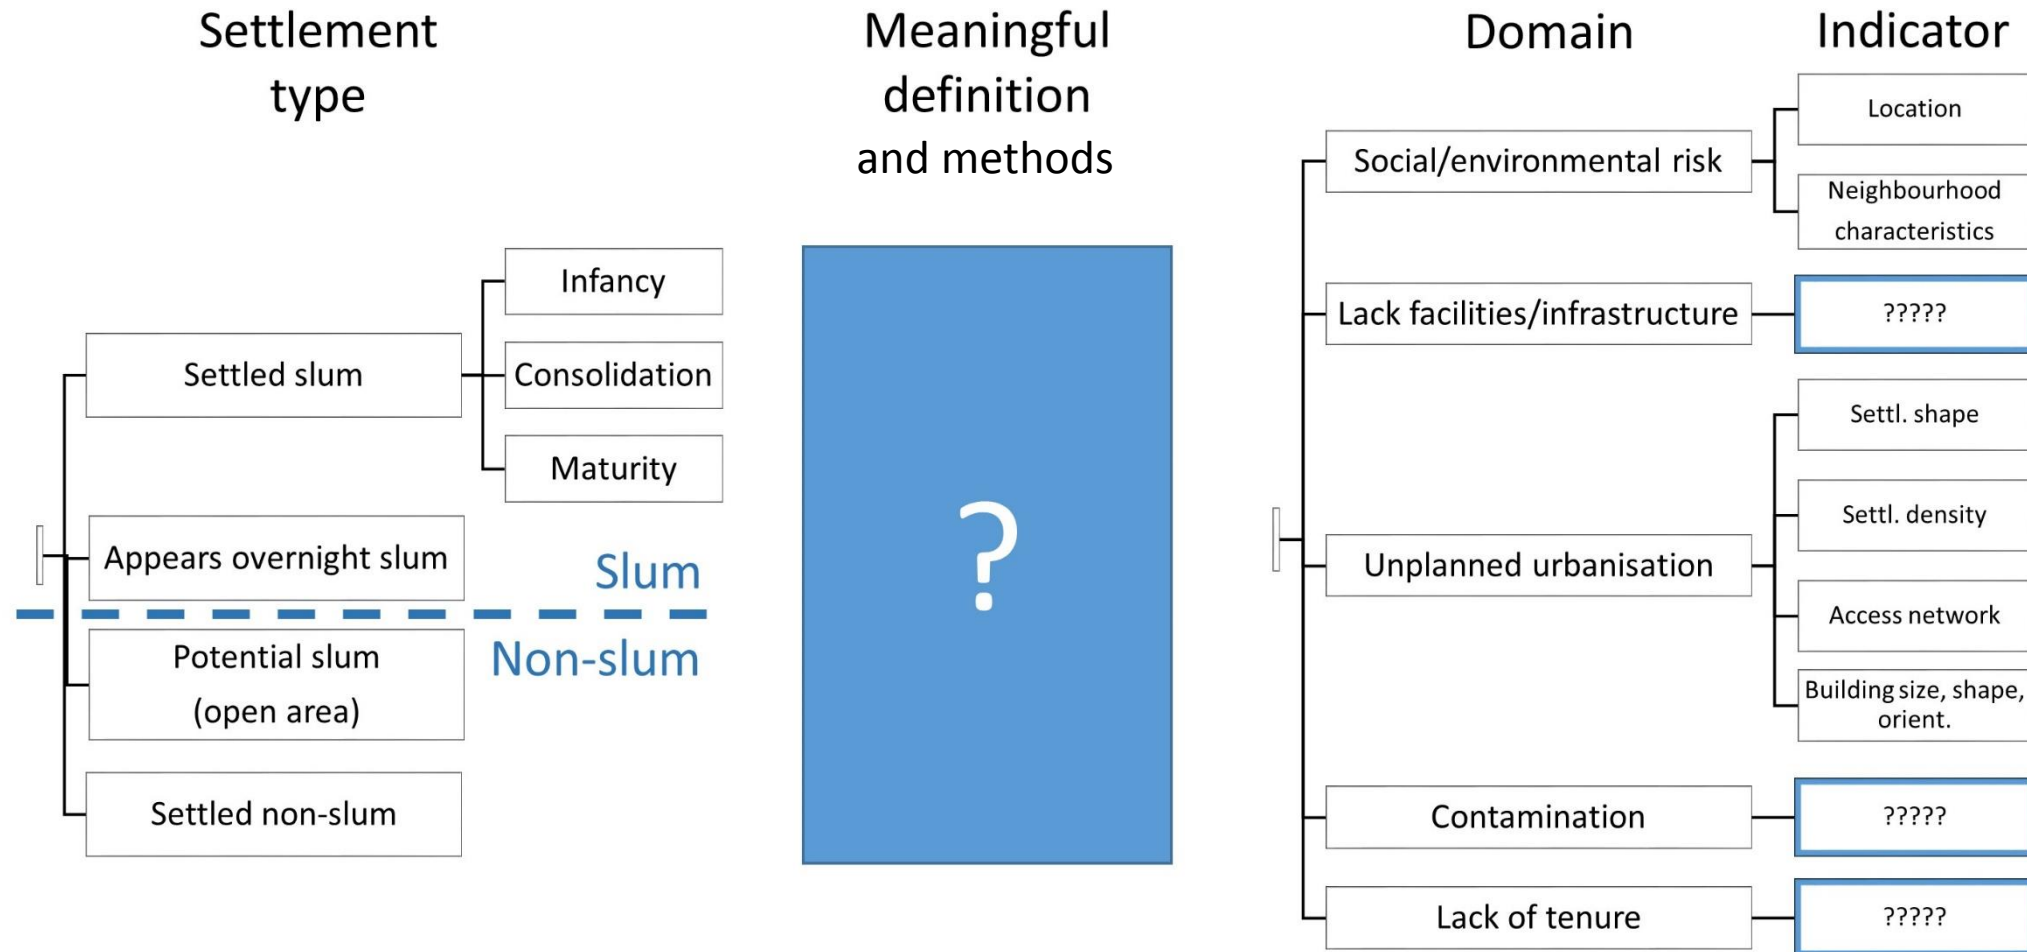 Settlement
type
Meaningful
definition
and methods
Domain
Indicator
Settled slum
Infancy
Consolidation
Maturity
Appears overnight slum
Slum
Non-slum
Potential slum
(open area)
Settled non-slum
?
Social/environmental risk
Location
Neighbourhood
characteristics
Lack facilities/infrastructure
?????
Unplanned urbanisation
Settl. shape
Settl. density
Access network
Building size, shape,
orient.
Contamination
?????
Lack of tenure
?????